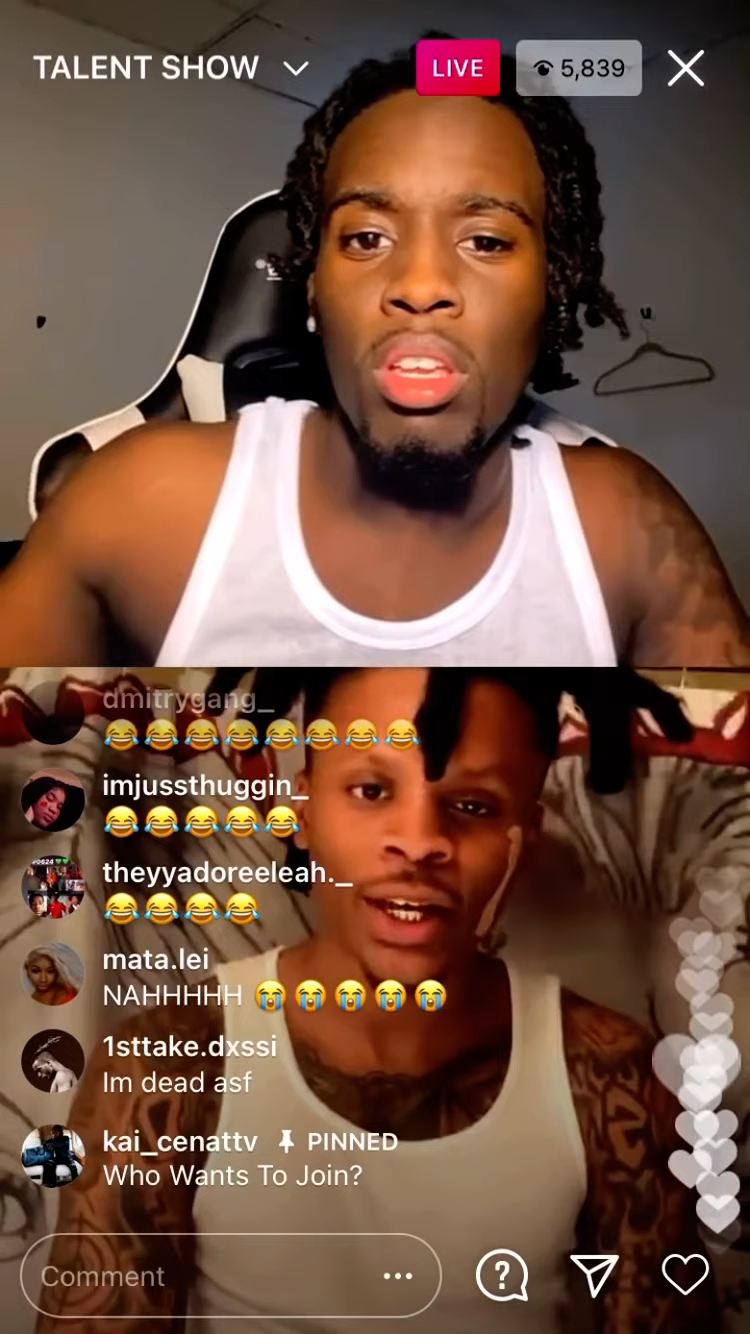 TALENT SHOW
LIVE
5,839
dmitrygang_
😂😂😂😂😂😂😂😂
imjussthuggin_
😂😂😂😂😂
theyyadoreeleah._
😂😂😂😂
mata.lei
NAHHHHH 😭😭😭😭😭
1sttake.dxssi
Im dead asf
kai_cenattv PINNED
Who Wants To Join?
Comment